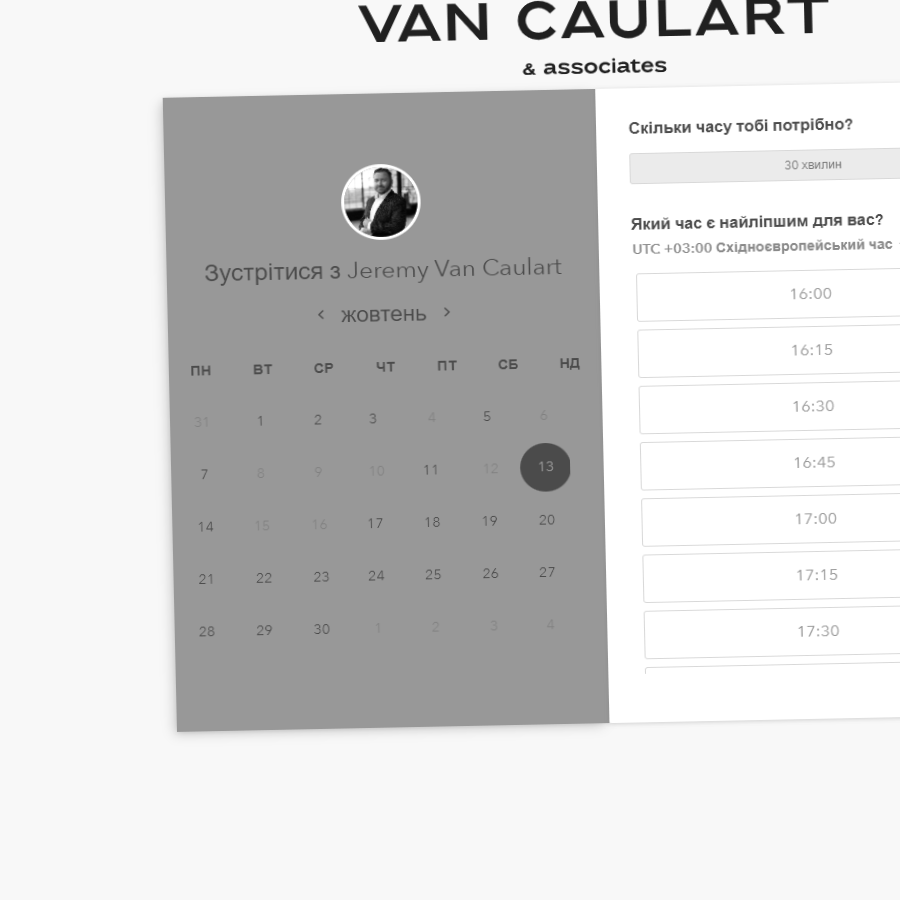 VAN CAULART
& associates
Зустрітися з Jeremy Van Caulart
‹ жовтень ›
ПН ВТ СР ЧТ ПТ СБ НД
31 1 2 3 4 5 6
7 8 9 10 11 12 13
14 15 16 17 18 19 20
21 22 23 24 25 26 27
28 29 30 1 2 3 4
Скільки часу тобі потрібно?
30 хвилин
Який час є найліпшим для вас?
UTC +03:00 Східноєвропейський час
16:00
16:15
16:30
16:45
17:00
17:15
17:30